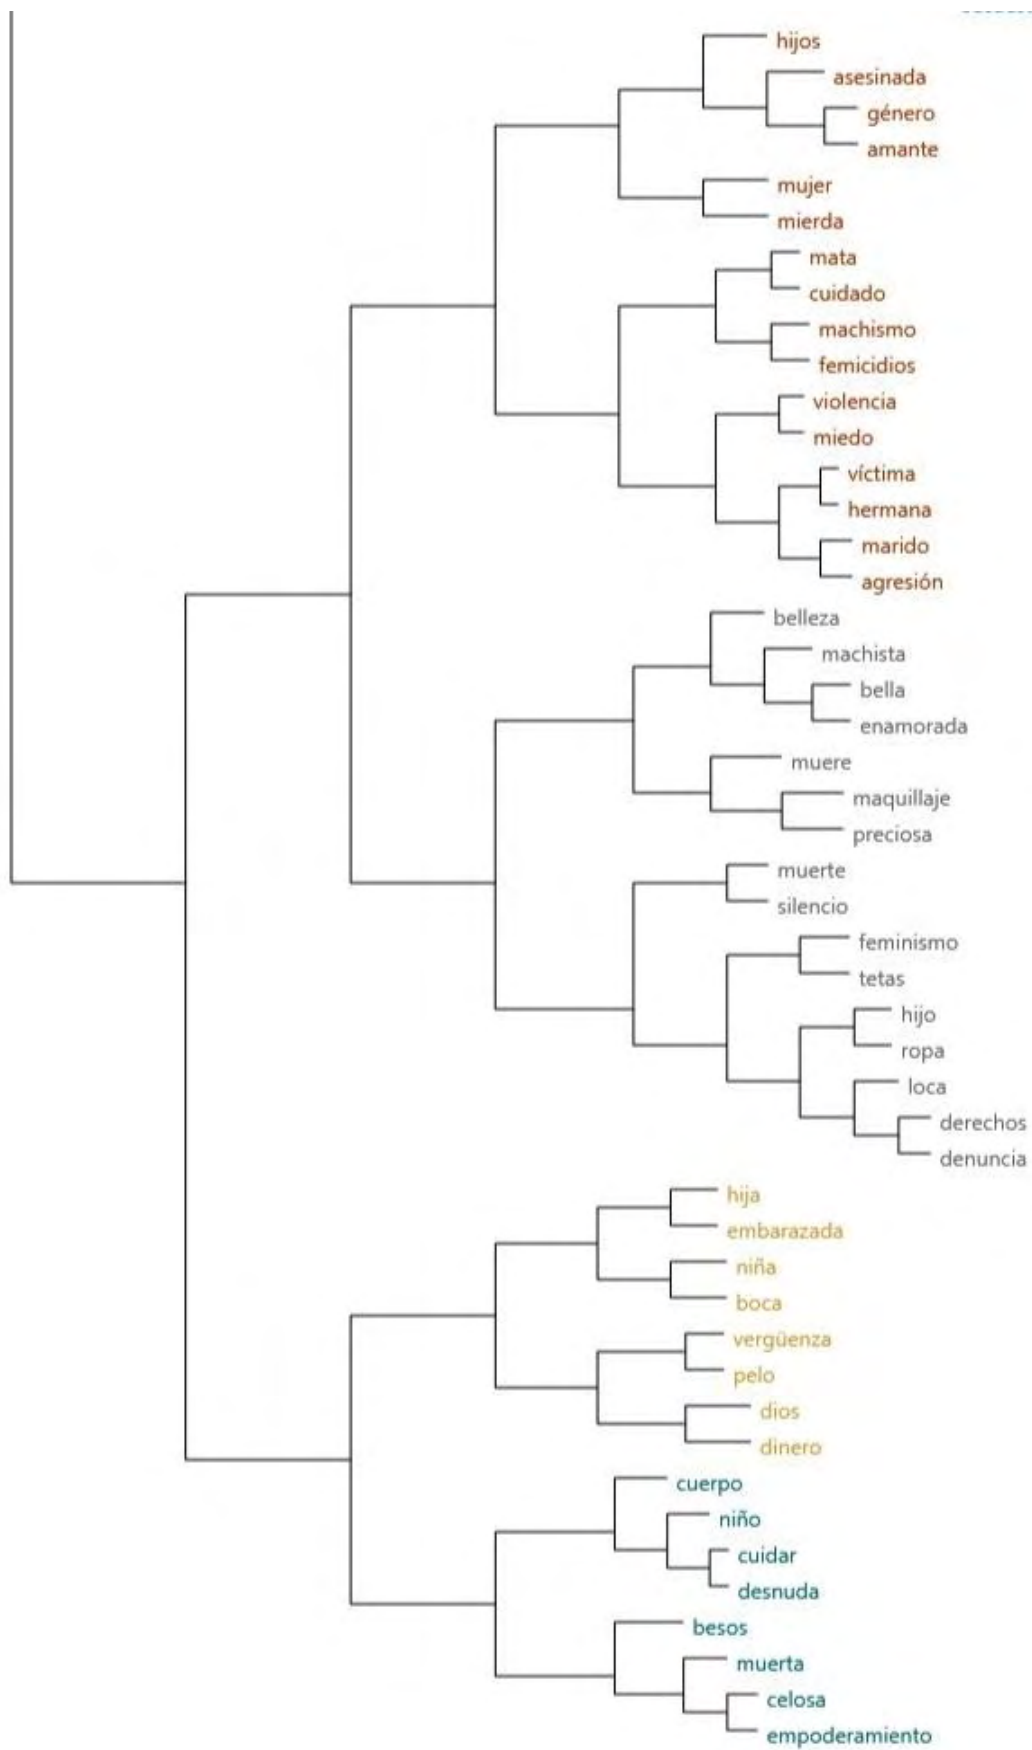 hijos
asesinada
género
amante
mujer
mierda
mata
cuidado
machismo
femicidios
violencia
miedo
víctima
hermana
marido
agresión
belleza
machista
bella
enamorada
muere
maquillaje
preciosa
muerte
silencio
feminismo
tetas
hijo
ropa
loca
derechos
denuncia
hija
embarazada
niña
boca
vergüenza
pelo
dios
dinero
cuerpo
niño
cuidar
desnuda
besos
muerta
celosa
empoderamiento